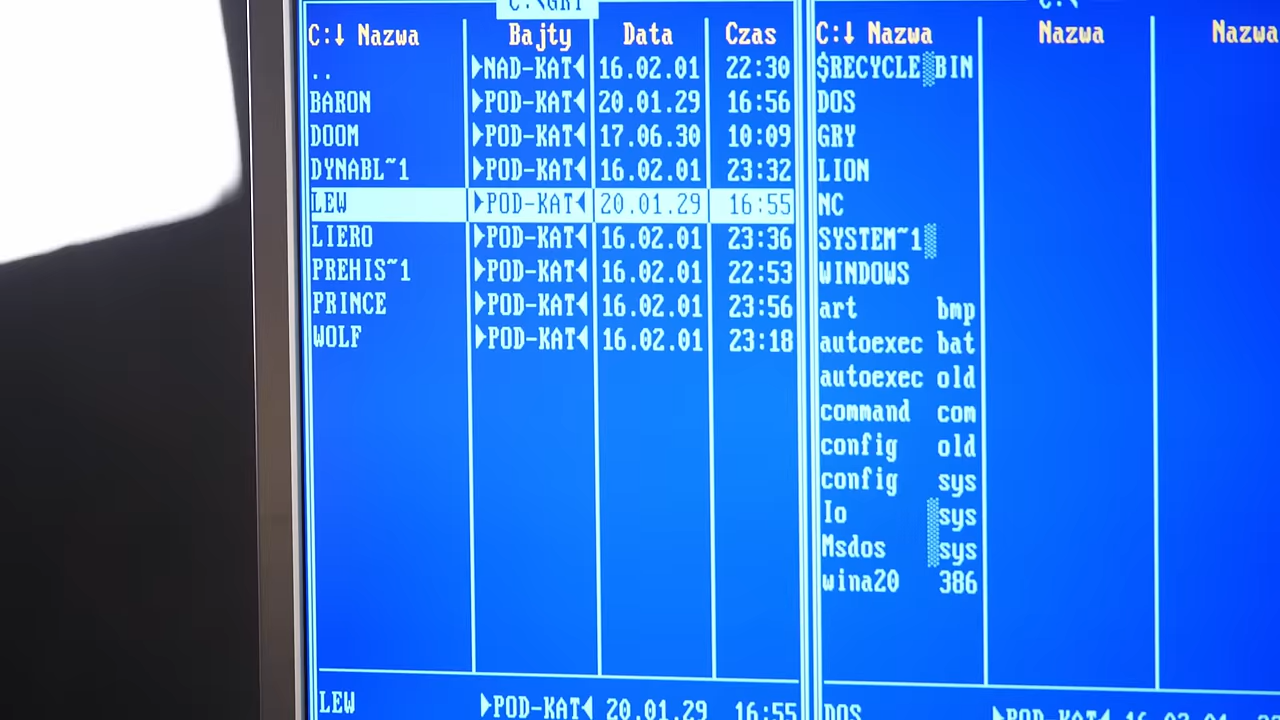 C:\GRY
C:↓ Nazwa Bajty Data Czas
.. ►NAD-KAT◄ 16.02.01 22:30
BARON ►POD-KAT◄ 20.01.29 16:56
DOOM ►POD-KAT◄ 17.06.30 10:09
DYNABL~1 ►POD-KAT◄ 16.02.01 23:32
LEW ►POD-KAT◄ 20.01.29 16:55
LIERO ►POD-KAT◄ 16.02.01 23:36
PREHIS~1 ►POD-KAT◄ 16.02.01 22:53
PRINCE ►POD-KAT◄ 16.02.01 23:56
WOLF ►POD-KAT◄ 16.02.01 23:18
LEW ►POD-KAT◄ 20.01.29 16:55
C:\
C:↓ Nazwa Nazwa Nazwa
$RECYCLE░BIN
DOS
GRY
LION
NC
SYSTEM~1░
WINDOWS
art bmp
autoexec bat
autoexec old
command com
config old
config sys
Io ░sys
Msdos ░sys
wina20 386
DOS ►POD-KAT◄ 16.02.01